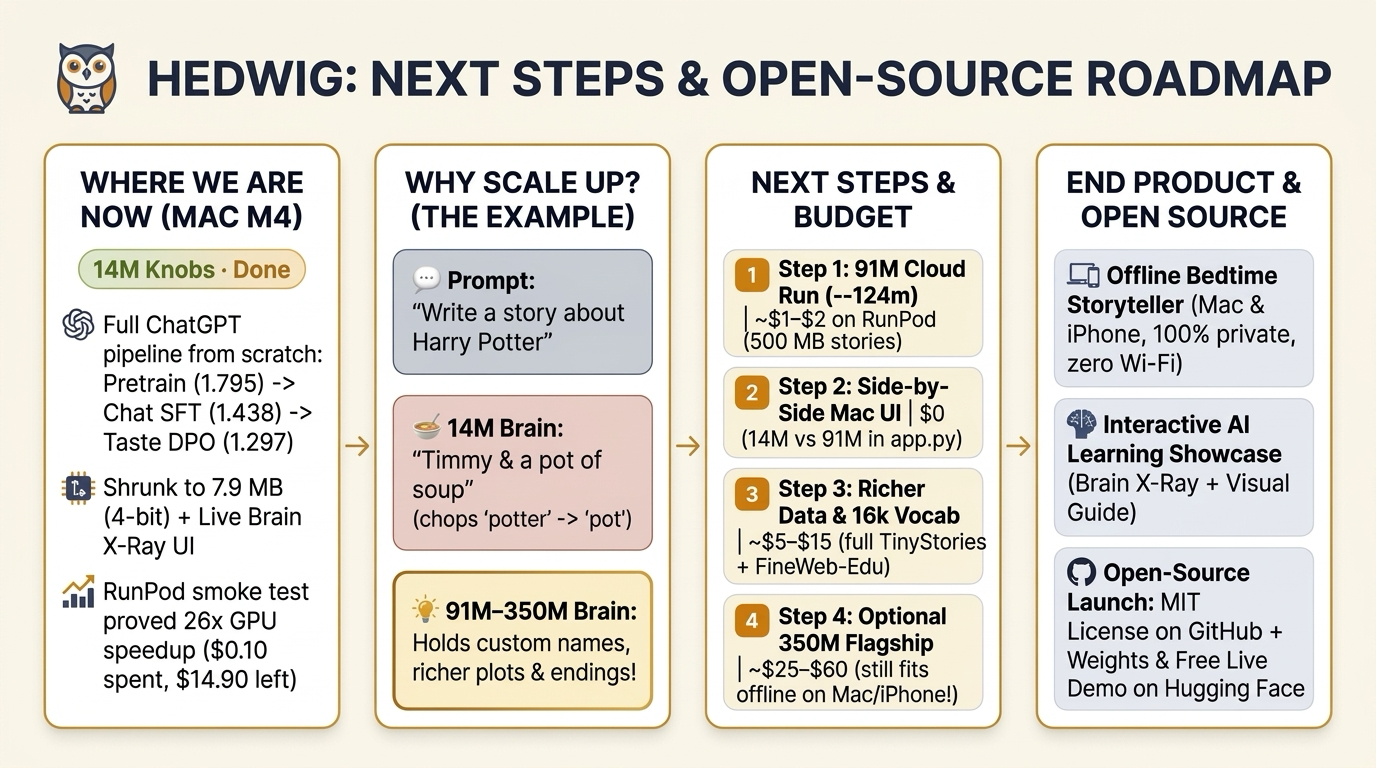 HEDWIG: NEXT STEPS & OPEN-SOURCE ROADMAP
WHERE WE ARE
NOW (MAC M4)
14M Knobs · Done
Full ChatGPT
pipeline from scratch:
Pretrain (1.795) ->
Chat SFT (1.438) ->
Taste DPO (1.297)
Shrunk to 7.9 MB
(4-bit) + Live Brain
X-Ray UI
RunPod smoke test
proved 26x GPU
speedup ($0.10
spent, $14.90 left)
WHY SCALE UP?
(THE EXAMPLE)
Prompt:
“Write a story about
Harry Potter”
14M Brain:
“Timmy & a pot of
soup”
(chops ‘potter’ -> ‘pot’)
91M–350M Brain:
Holds custom names,
richer plots & endings!
NEXT STEPS &
BUDGET
1 Step 1: 91M Cloud
Run (--124m)
| ~$1–$2 on RunPod
(500 MB stories)
2 Step 2: Side-by-
Side Mac UI | $0
(14M vs 91M in app.py)
3 Step 3: Richer
Data & 16k Vocab
| ~$5–$15 (full TinyStories
+ FineWeb-Edu)
4 Step 4: Optional
350M Flagship
| ~$25–$60 (still fits
offline on Mac/iPhone!)
END PRODUCT &
OPEN SOURCE
Offline Bedtime
Storyteller (Mac &
iPhone, 100% private,
zero Wi-Fi)
Interactive AI
Learning Showcase
(Brain X-Ray + Visual
Guide)
Open-Source
Launch: MIT
License on GitHub +
Weights & Free Live
Demo on Hugging Face